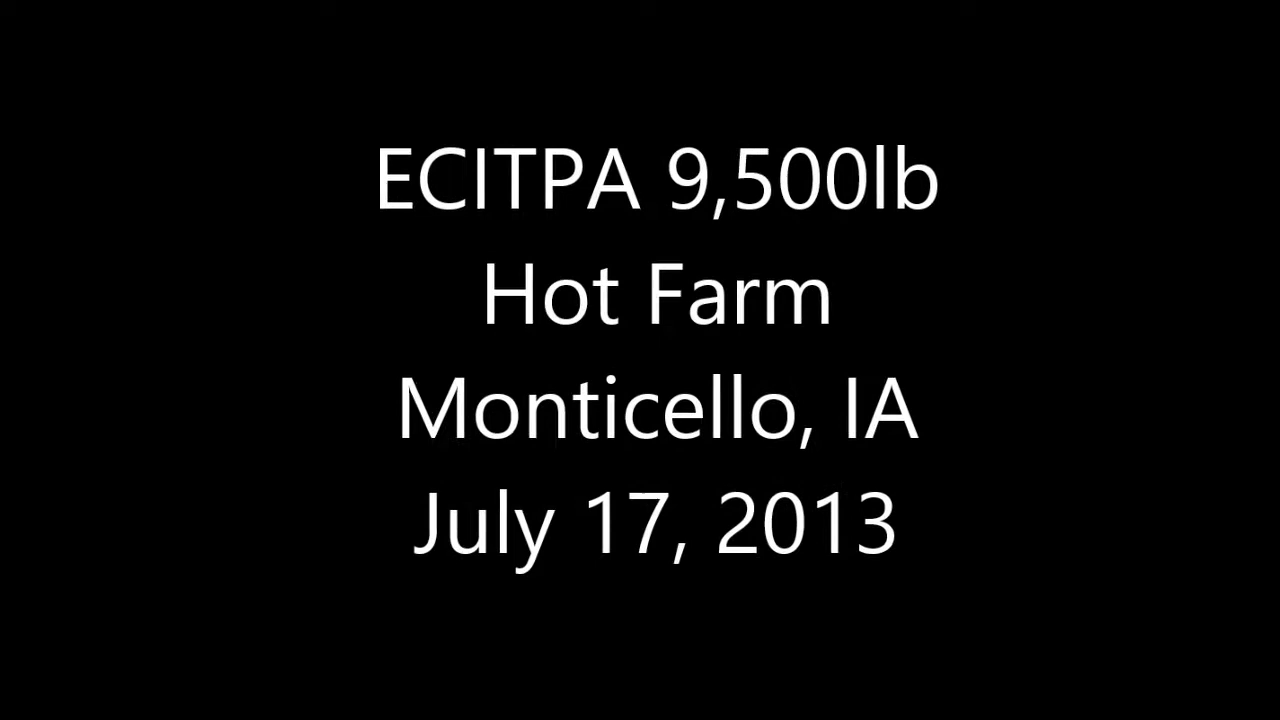 ECITPA 9,500lb
Hot Farm
Monticello, IA
July 17, 2013